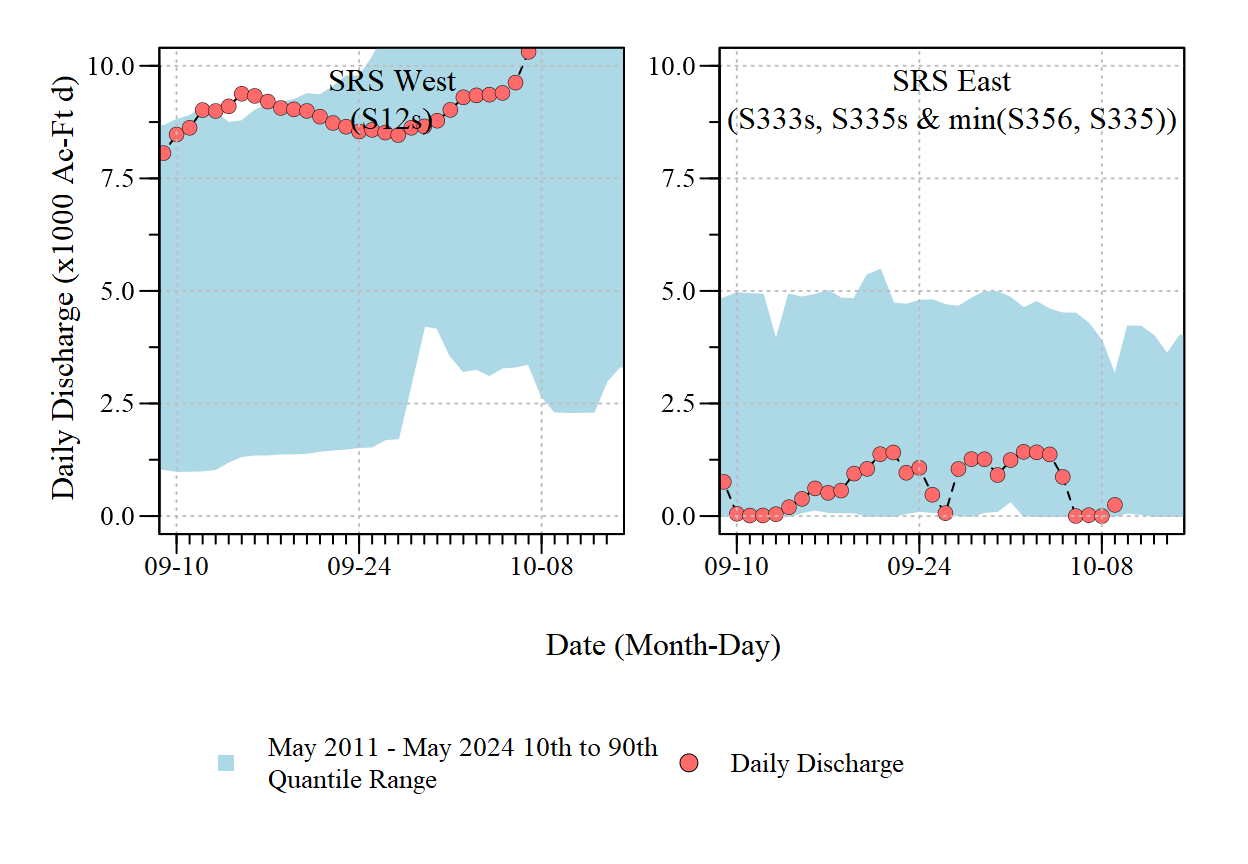 SRS West
(S12s)
SRS East
(S333s, S335s & min(S356, S335))
Daily Discharge (x1000 Ac-Ft d)
10.0
7.5
5.0
2.5
0.0
10.0
7.5
5.0
2.5
0.0
09-10 09-24 10-08
09-10 09-24 10-08
Date (Month-Day)
May 2011 - May 2024 10th to 90th
Quantile Range
Daily Discharge